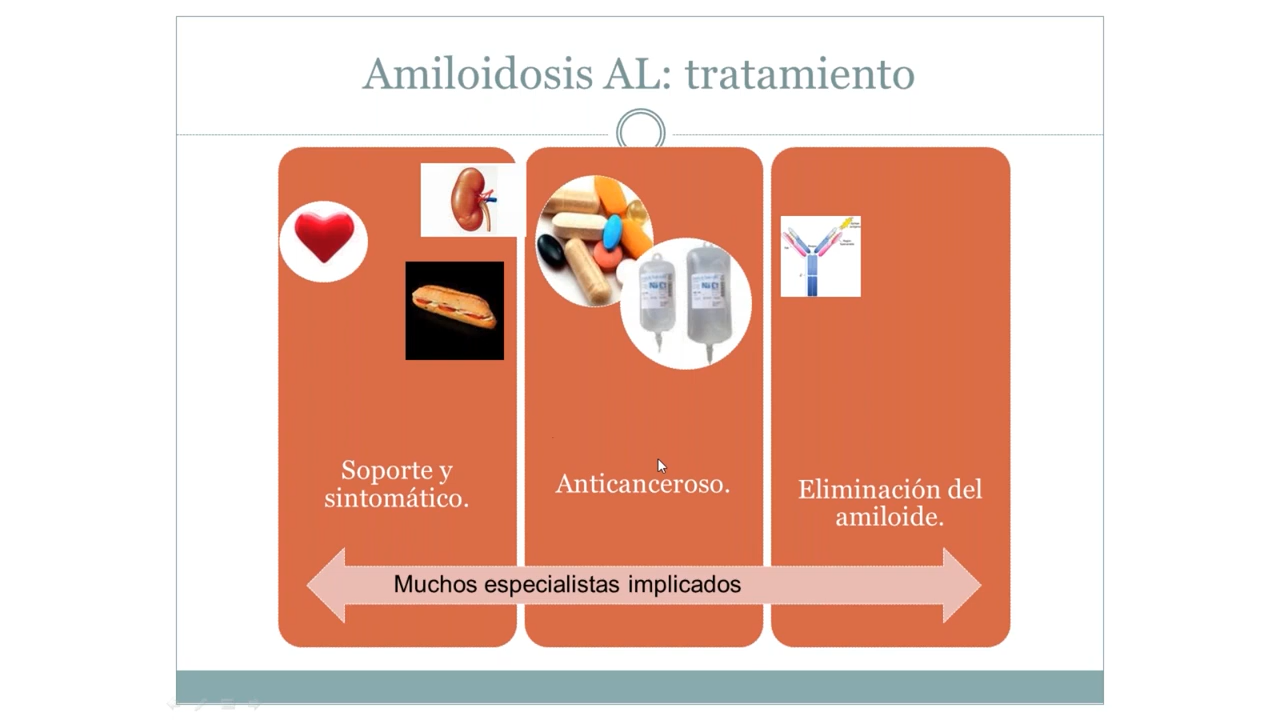 Amiloidosis AL: tratamiento
Soporte y
sintomático.
Anticanceroso.
Eliminación del
amiloide.
Muchos especialistas implicados